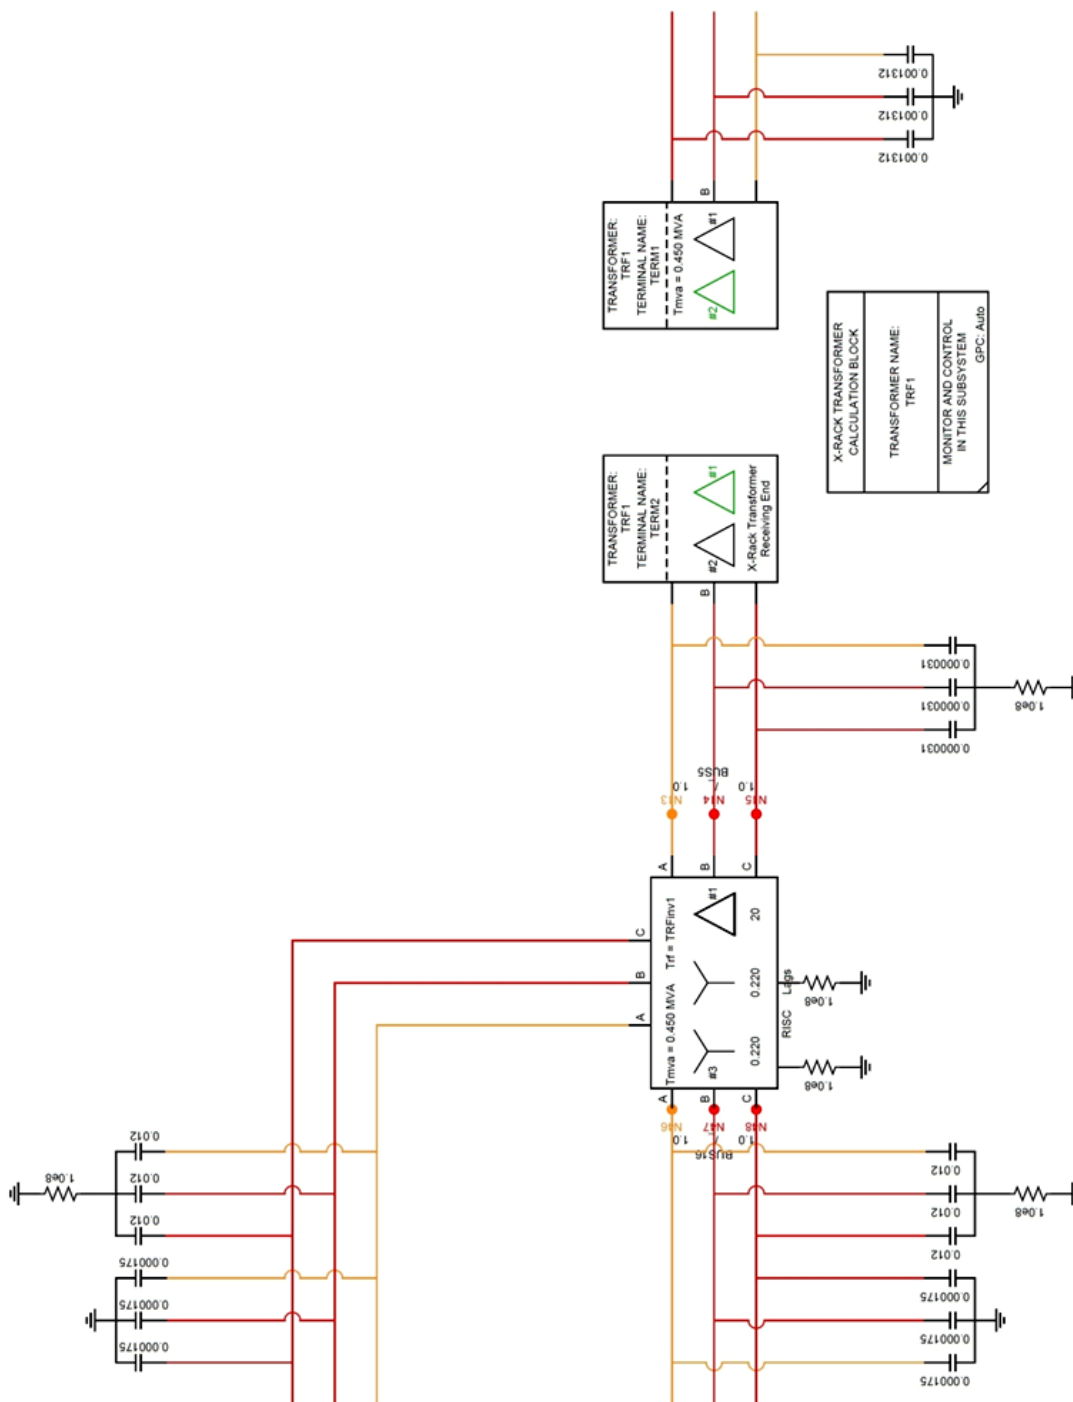 0.001312
0.001312
0.001312
TRANSFORMER:
TRF1
TERMINAL NAME:
TERM1
Tmva = 0.450 MVA
#1
#2
B
X-RACK TRANSFORMER
CALCULATION BLOCK
TRANSFORMER NAME:
TRF1
MONITOR AND CONTROL
IN THIS SUBSYSTEM
GPC: Auto
TRANSFORMER:
TRF1
TERMINAL NAME:
TERM2
#1
#2
X-Rack Transformer
Receiving End
B
0.000031
0.000031
0.000031
1.0e8
BUS5
1.0
/
1.0
N13
N14
N15
A
B
C
Trf = TRFinv1
Tmva = 0.450 MVA
#1
#3
20
0.220
0.220
Lags
RISC
C
B
A
1.0e8
1.0e8
A
B
C
N46
N47
N48
1.0
/
1.0
BUS16
0.012
0.012
0.012
1.0e8
0.000175
0.000175
0.000175
0.012
0.012
0.012
1.0e8
0.000175
0.000175
0.000175